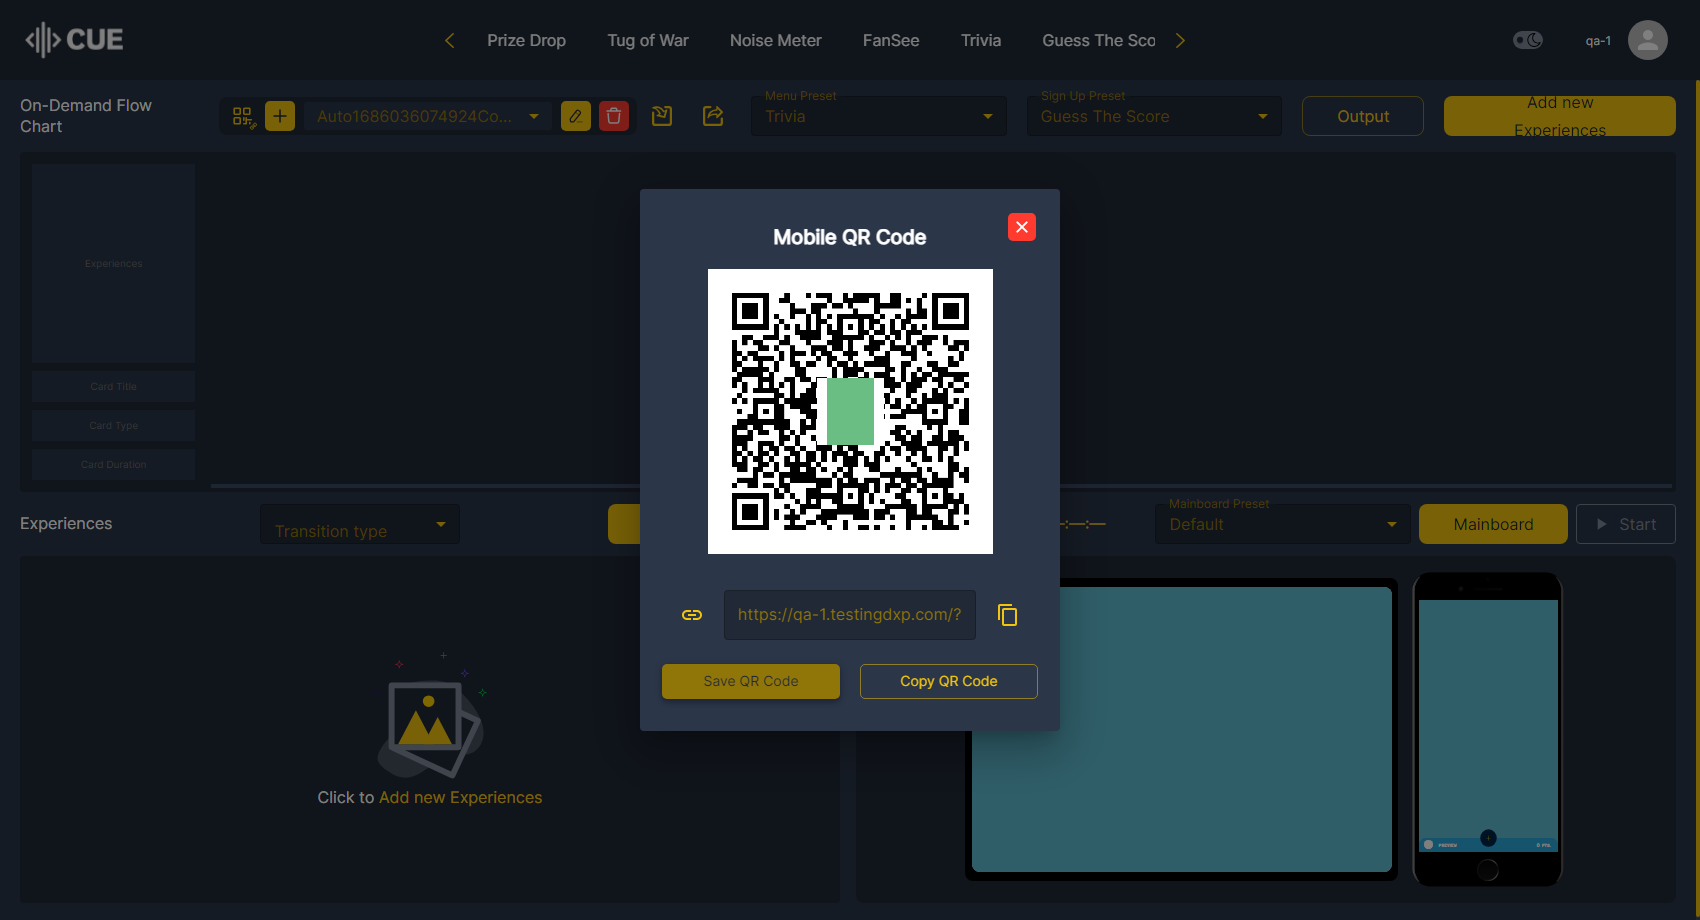 CUE
Prize Drop
Tug of War
Noise Meter
FanSee
Trivia
Guess The Sco
qa-1
On-Demand Flow
Chart
Auto1686036074924Co...
Menu Preset
Trivia
Sign Up Preset
Guess The Score
Output
Add new
Experiences
Experiences
Card Title
Card Type
Card Duration
Mobile QR Code
https://qa-1.testingdxp.com/?
Save QR Code
Copy QR Code
Experiences
Transition type
Mainboard Preset
Default
Mainboard
Start
Click to Add new Experiences
PREVIEW
0 PTS.